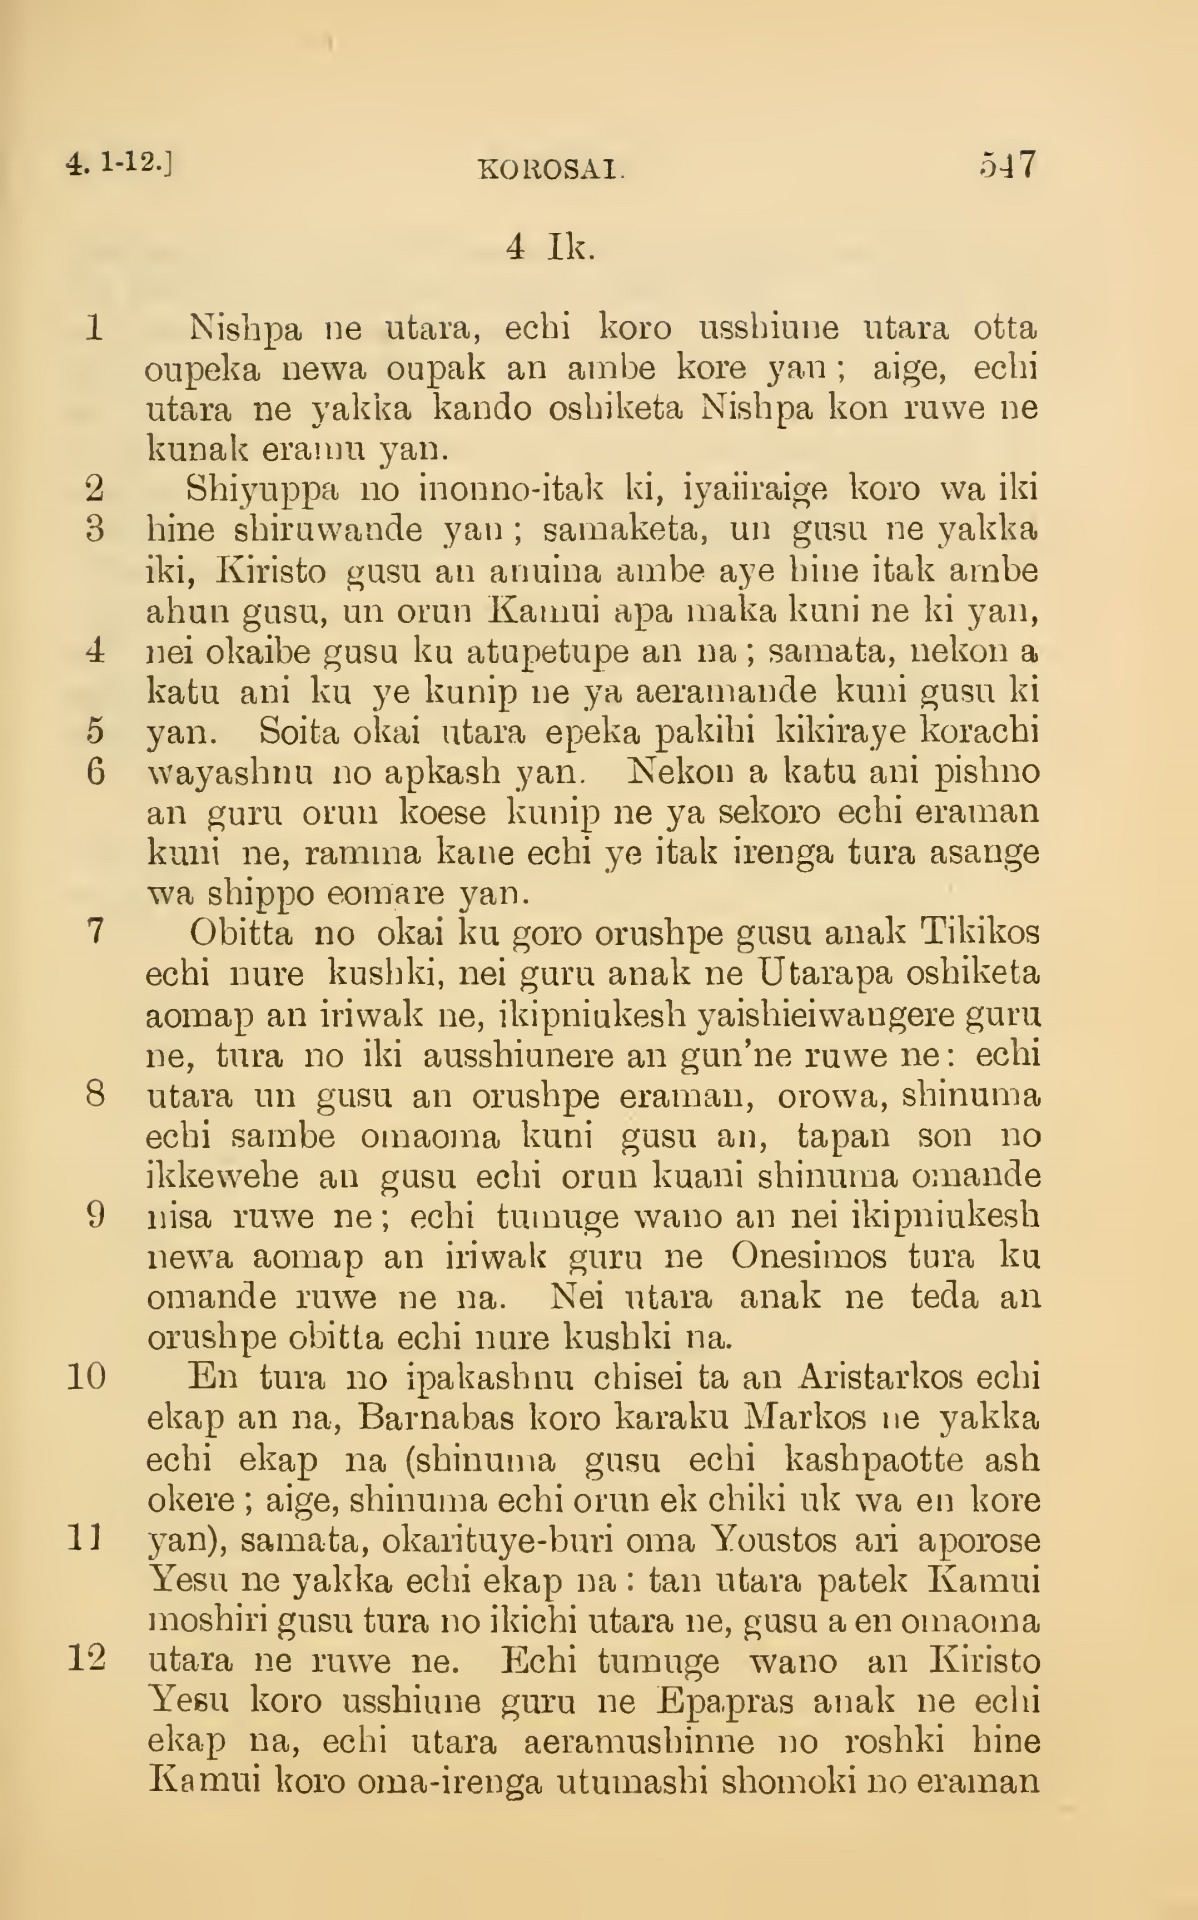 4. 1-12.] KOROSAI. 547
4 Ik.
1 Nishpa ne utara, echi koro usshiune utara otta
oupeka newa oupak an ambe kore yan ; aige, echi
utara ne yakka kando oshiketa Nishpa kon ruwe ne
kunak eramu yan.
2 Shiyuppa no inonno-itak ki, iyaiiraige koro wa iki
3 hine shiruwande yan ; samaketa, un gusu ne yakka
iki, Kiristo gusu an anuina ambe aye hine itak ambe
ahun gusu, un orun Kamui apa maka kuni ne ki yan,
4 nei okaibe gusu ku atupetupe an na ; samata, nekon a
katu ani ku ye kunip ne ya aeramande kuni gusu ki
5 yan. Soita okai utara epeka pakihi kikiraye korachi
6 wayashnu no apkash yan. Nekon a katu ani pishno
an guru orun koese kunip ne ya sekoro echi eraman
kuni ne, ramma kane echi ye itak irenga tura asange
wa shippo eomare yan.
7 Obitta no okai ku goro orushpe gusu anak Tikikos
echi nure kushki, nei guru anak ne Utarapa oshiketa
aomap an iriwak ne, ikipniukesh yaishieiwangere guru
ne, tura no iki ausshiunere an gun'ne ruwe ne : echi
8 utara un gusu an orushpe eraman, orowa, shinuma
echi sambe omaoma kuni gusu an, tapan son no
ikkewehe an gusu echi orun kuani shinuma omande
9 nisa ruwe ne ; echi tumuge wano an nei ikipniukesh
newa aomap an iriwak guru ne Onesimos tura ku
omande ruwe ne na. Nei utara anak ne teda an
orushpe obitta echi nure kushki na.
10 En tura no ipakashnu chisei ta an Aristarkos echi
ekap an na, Barnabas koro karaku Markos ne yakka
echi ekap na (shinuma gusu echi kashpaotte ash
okere ; aige, shinuma echi orun ek chiki uk wa en kore
11 yan), samata, okarituye-buri oma Youstos ari aporose
Yesu ne yakka echi ekap na : tan utara patek Kamui
moshiri gusu tura no ikichi utara ne, gusu a en omaoma
12 utara ne ruwe ne. Echi tumuge wano an Kiristo
Yesu koro usshiune guru ne Epapras anak ne echi
ekap na, echi utara aeramushinne no roshki hine
Kamui koro oma-irenga utumashi shomoki no eraman